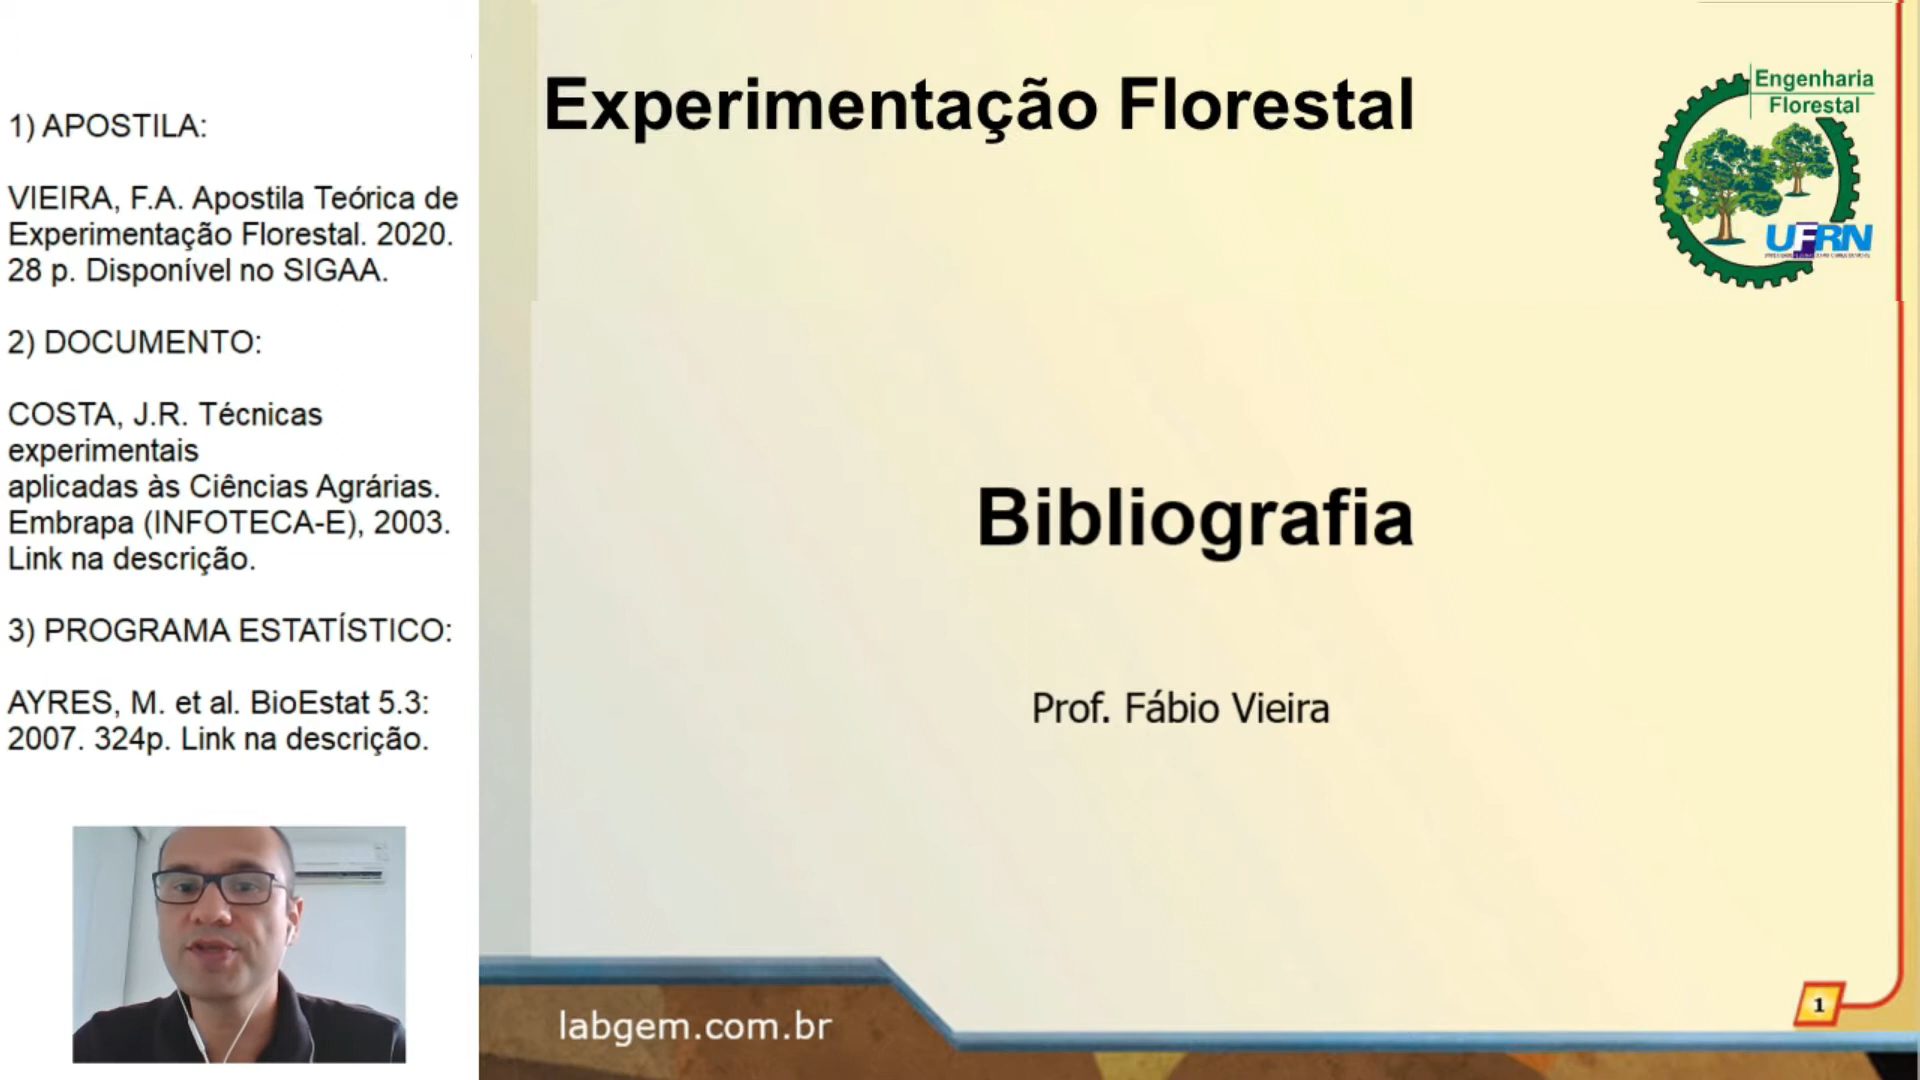 1) APOSTILA:
VIEIRA, F.A. Apostila Teórica de
Experimentação Florestal. 2020.
28 p. Disponível no SIGAA.
2) DOCUMENTO:
COSTA, J.R. Técnicas
experimentais
aplicadas às Ciências Agrárias.
Embrapa (INFOTECA-E), 2003.
Link na descrição.
3) PROGRAMA ESTATÍSTICO:
AYRES, M. et al. BioEstat 5.3:
2007. 324p. Link na descrição.
Experimentação Florestal
Engenharia
Florestal
UFRN
Bibliografia
Prof. Fábio Vieira
labgem.com.br
1